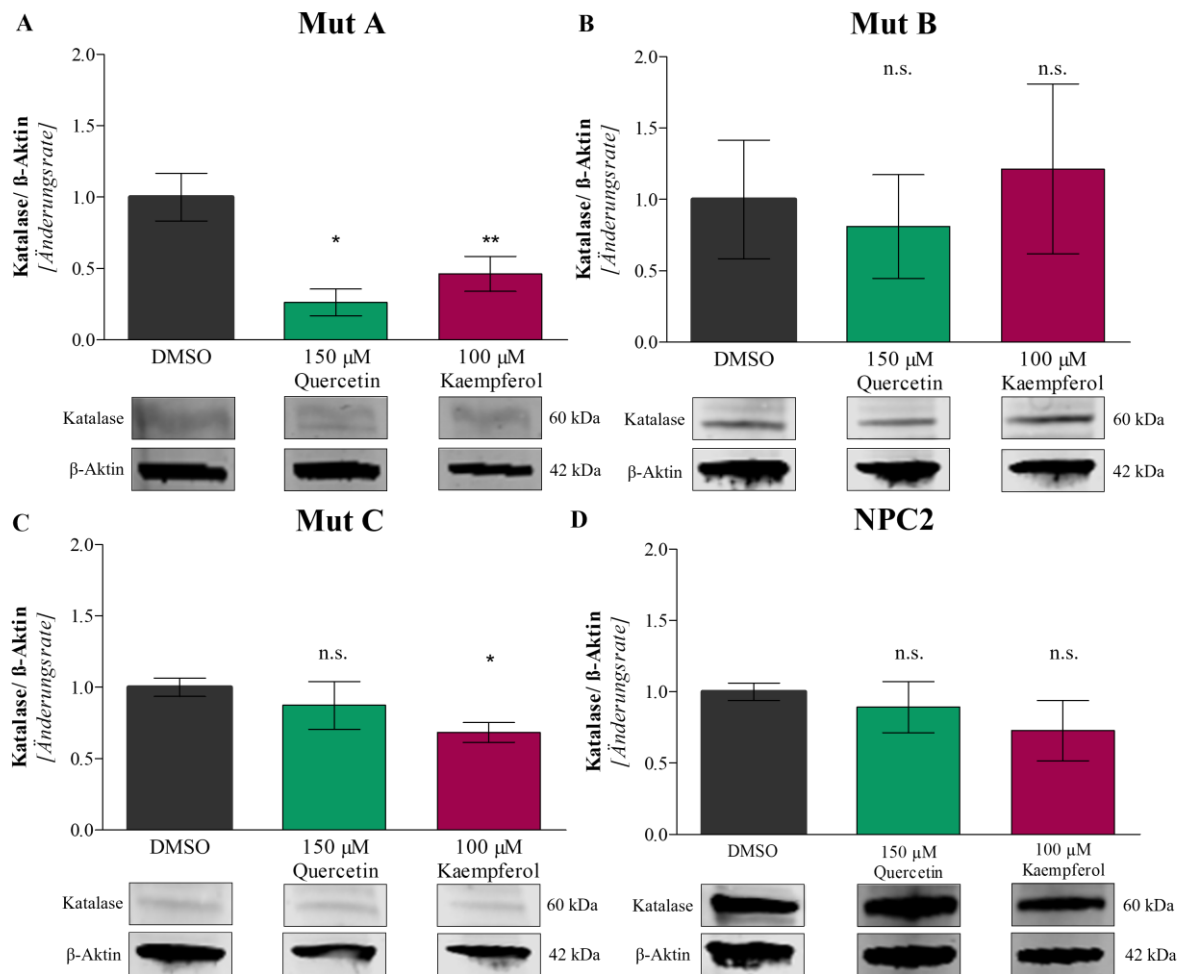 A
Mut A
Katalase/ ß-Aktin
[Änderungsrate]
2.0
1.5
1.0
0.5
0.0
*
**
DMSO
150 µM
Quercetin
100 µM
Kaempferol
Katalase
60 kDa
β-Aktin
42 kDa
B
Mut B
Katalase/ ß-Aktin
[Änderungsrate]
2.0
1.5
1.0
0.5
0.0
n.s.
n.s.
DMSO
150 µM
Quercetin
100 µM
Kaempferol
Katalase
60 kDa
β-Aktin
42 kDa
C
Mut C
Katalase/ ß-Aktin
[Änderungsrate]
2.0
1.5
1.0
0.5
0.0
n.s.
*
DMSO
150 µM
Quercetin
100 µM
Kaempferol
Katalase
60 kDa
β-Aktin
42 kDa
D
NPC2
Katalase/ ß-Aktin
[Änderungsrate]
2.0
1.5
1.0
0.5
0.0
n.s.
n.s.
DMSO
150 µM
Quercetin
100 µM
Kaempferol
Katalase
60 kDa
β-Aktin
42 kDa